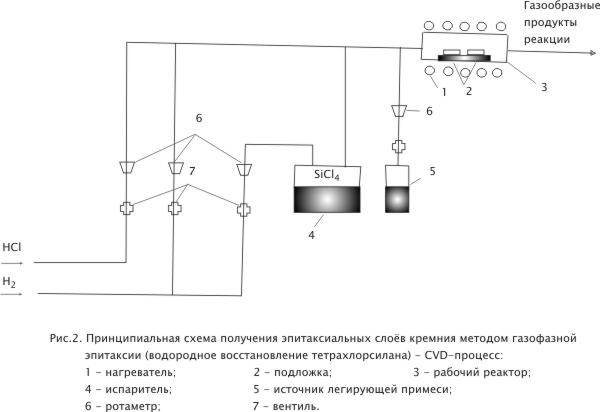 Газообразные
продукты
реакции
1
2
3
6
6
7
SiCl4
5
4
HCl
H2
Рис.2. Принципиальная схема получения эпитаксиальных слоёв кремния методом газофазной
эпитаксии (водородное восстановление тетрахлорсилана) – CVD-процесс:
1 – нагреватель; 2 – подложка; 3 – рабочий реактор;
4 – испаритель; 5 – источник легирующей примеси;
6 – ротаметр; 7 – вентиль.